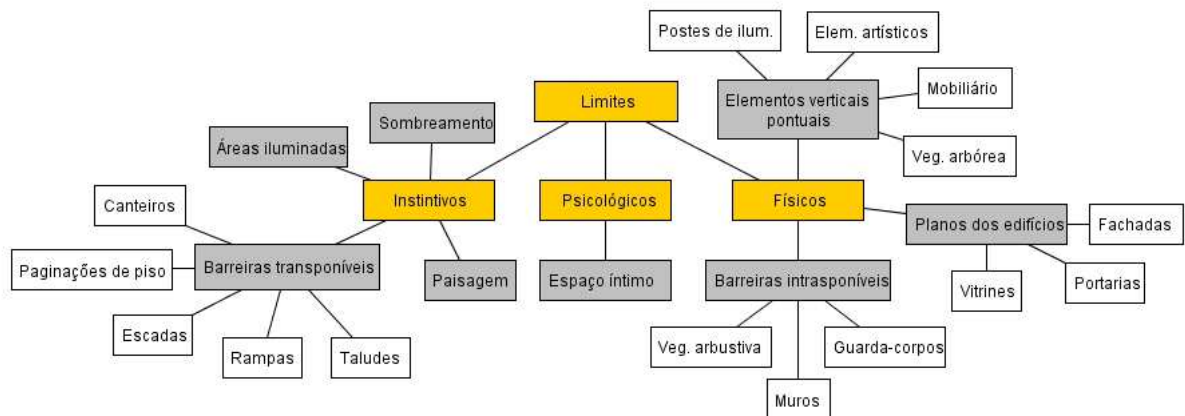 Postes de ilum.
Elem. artísticos
Limites
Elementos verticais
pontuais
Mobiliário
Sombreamento
Áreas iluminadas
Veg. arbórea
Canteiros
Instintivos
Psicológicos
Físicos
Planos dos edifícios
Fachadas
Paginações de piso
Barreiras transponíveis
Paisagem
Espaço íntimo
Barreiras intrasponíveis
Vitrines
Portarias
Escadas
Rampas
Taludes
Veg. arbustiva
Guarda-corpos
Muros